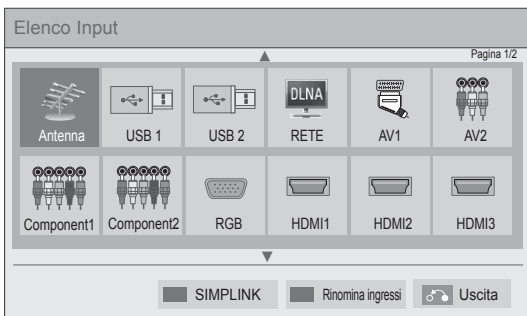 Elenco Input
Pagina 1/2
DLNA
Antenna USB 1 USB 2 RETE AV1 AV2
Component1 Component2 RGB HDMI1 HDMI2 HDMI3
SIMPLINK Rinomina ingressi Uscita